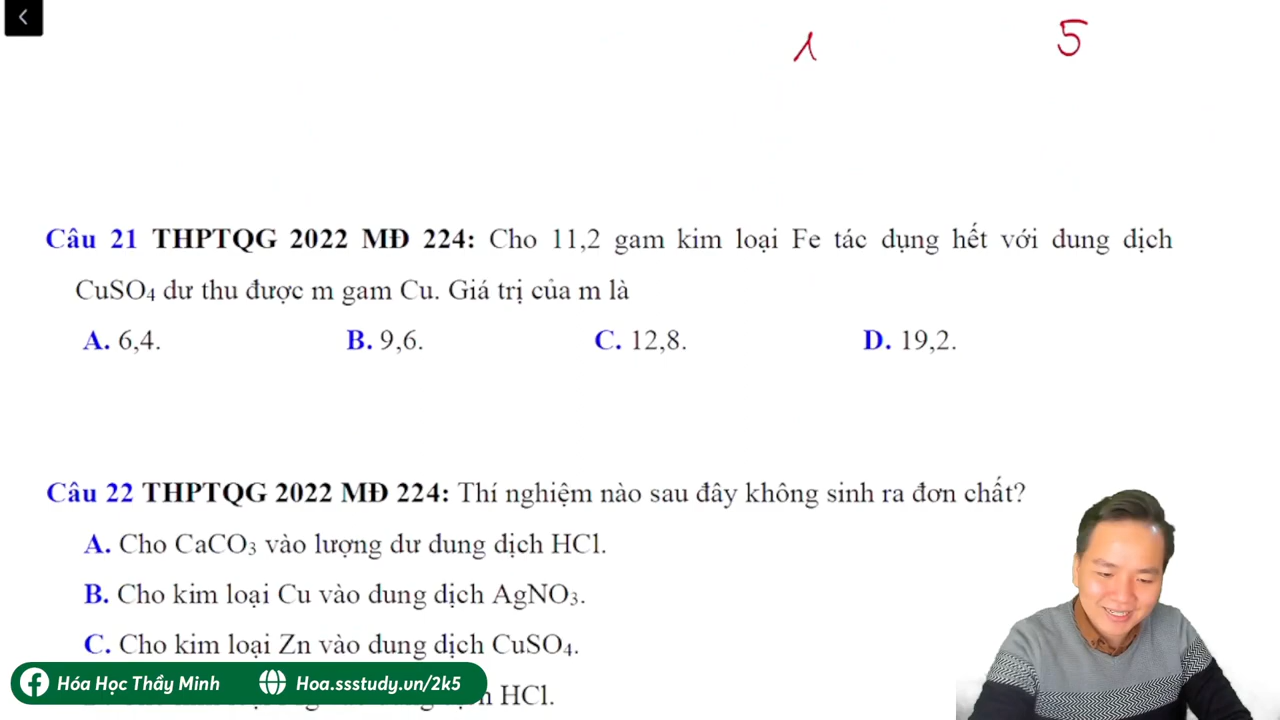 1 5
Câu 21 THPTQG 2022 MĐ 224: Cho 11,2 gam kim loại Fe tác dụng hết với dung dịch
CuSO₄ dư thu được m gam Cu. Giá trị của m là
A. 6,4. B. 9,6. C. 12,8. D. 19,2.
Câu 22 THPTQG 2022 MĐ 224: Thí nghiệm nào sau đây không sinh ra đơn chất?
A. Cho CaCO₃ vào lượng dư dung dịch HCl.
B. Cho kim loại Cu vào dung dịch AgNO₃.
C. Cho kim loại Zn vào dung dịch CuSO₄.
HCl.
Hóa Học Thầy Minh Hoa.ssstudy.vn/2k5